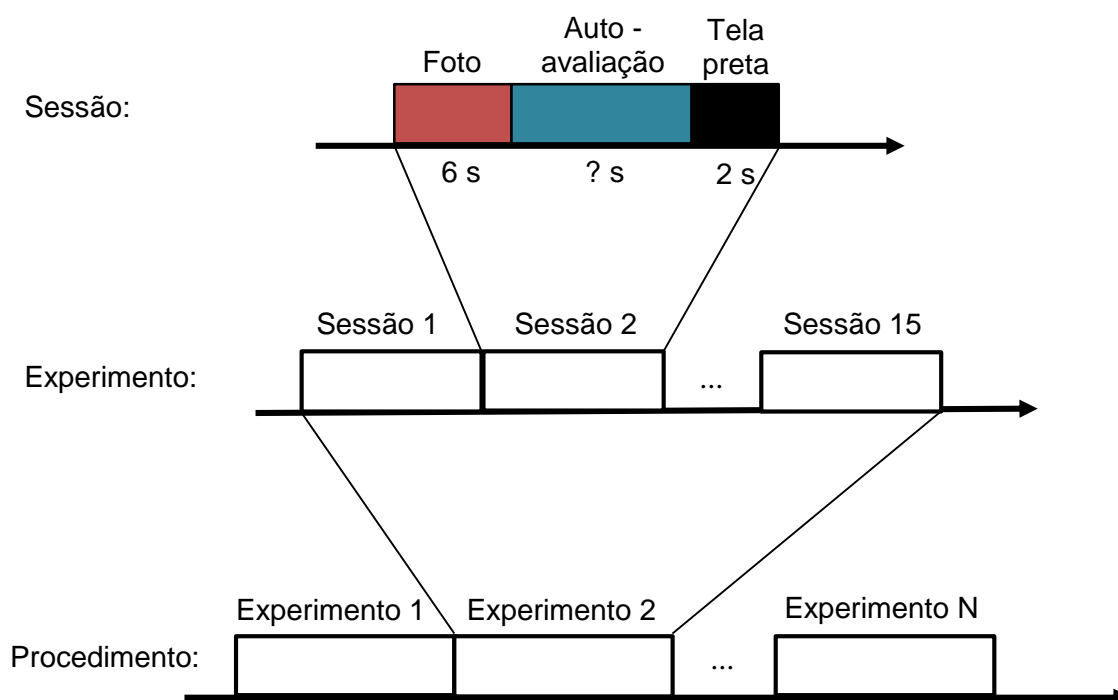 Auto -
avaliação
Tela
preta
Foto
Sessão:
6 s
? s
2 s
Sessão 1
Sessão 2
Sessão 15
Experimento:
...
Experimento 1
Experimento 2
Experimento N
Procedimento:
...